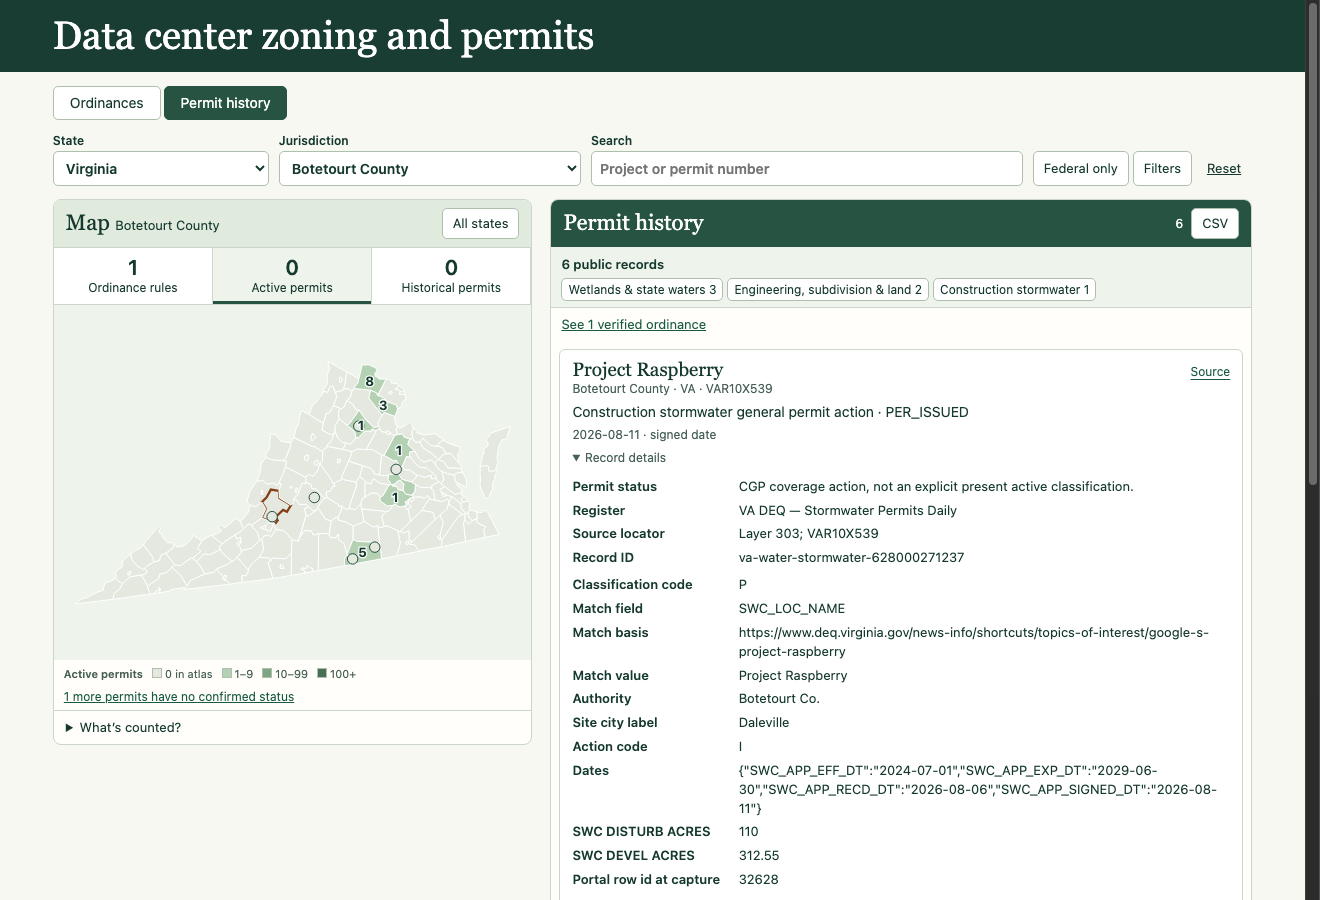 Data center zoning and permits
Ordinances
Permit history
State
Jurisdiction
Search
Virginia
Botetourt County
Project or permit number
Federal only
Filters
Reset
Map Botetourt County
All states
1
Ordinance rules
0
Active permits
0
Historical permits
8
3
1
1
1
5
Active permits 0 in atlas 1–9 10–99 100+
1 more permits have no confirmed status
▶ What's counted?
Permit history
6
CSV
6 public records
Wetlands & state waters 3
Engineering, subdivision & land 2
Construction stormwater 1
See 1 verified ordinance
Project Raspberry
Source
Botetourt County · VA · VAR10X539
Construction stormwater general permit action · PER_ISSUED
2026-08-11 · signed date
▼ Record details
Permit status CGP coverage action, not an explicit present active classification.
Register VA DEQ — Stormwater Permits Daily
Source locator Layer 303; VAR10X539
Record ID va-water-stormwater-628000271237
Classification code P
Match field SWC_LOC_NAME
Match basis https://www.deq.virginia.gov/news-info/shortcuts/topics-of-interest/google-s-
project-raspberry
Match value Project Raspberry
Authority Botetourt Co.
Site city label Daleville
Action code I
Dates {"SWC_APP_EFF_DT":"2024-07-01","SWC_APP_EXP_DT":"2029-06-
30","SWC_APP_RECD_DT":"2026-08-06","SWC_APP_SIGNED_DT":"2026-08-
11"}
SWC DISTURB ACRES 110
SWC DEVEL ACRES 312.55
Portal row id at capture 32628